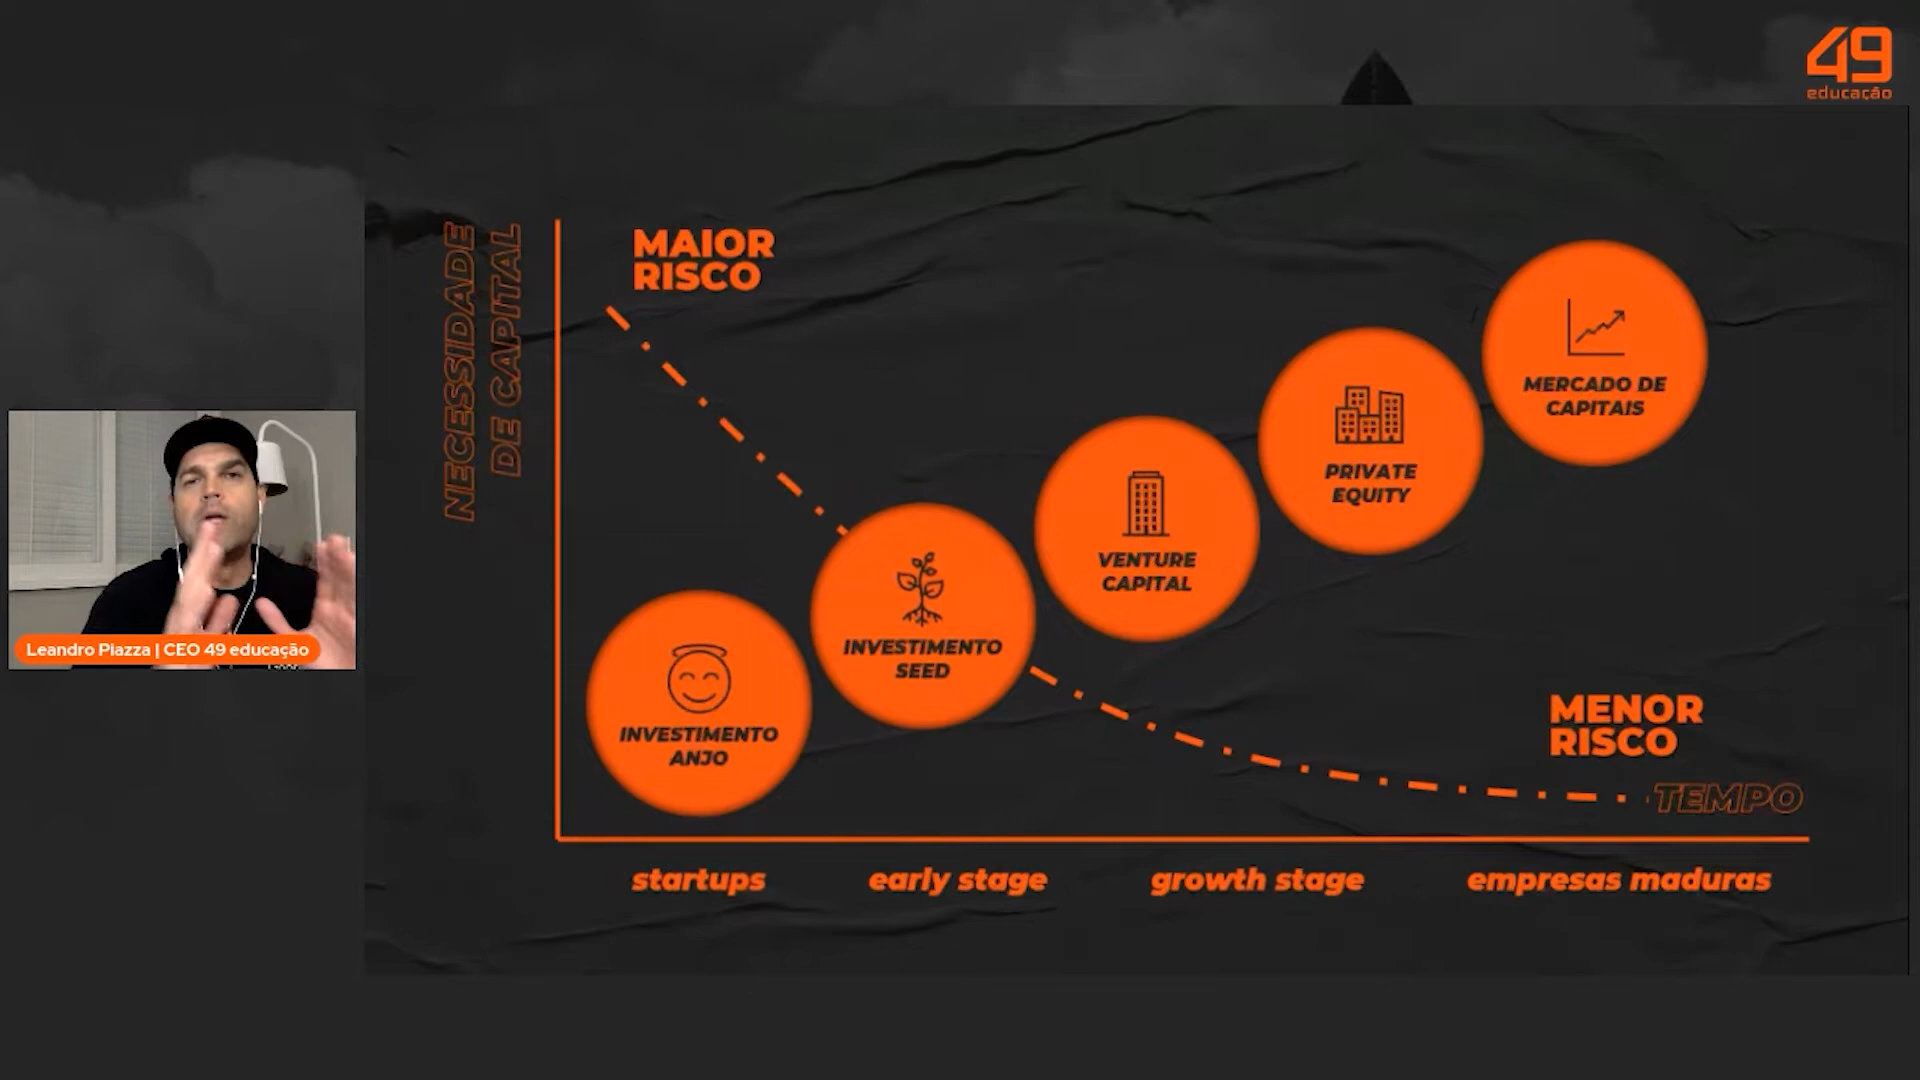 49
educação
NECESSIDADE
DE CAPITAL
MAIOR
RISCO
MERCADO DE
CAPITAIS
PRIVATE
EQUITY
VENTURE
CAPITAL
INVESTIMENTO
SEED
INVESTIMENTO
ANJO
Leandro Piazza | CEO 49 educação
MENOR
RISCO
TEMPO
startups
early stage
growth stage
empresas maduras